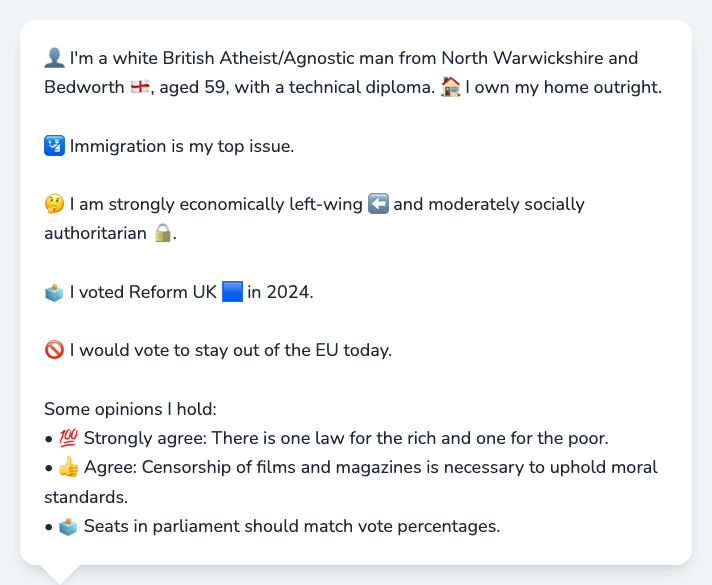 👤 I'm a white British Atheist/Agnostic man from North Warwickshire and
Bedworth 🏴󠁧󠁢󠁥󠁮󠁧󠁿, aged 59, with a technical diploma. 🏠 I own my home outright.
🛂 Immigration is my top issue.
🤔 I am strongly economically left-wing ⬅️ and moderately socially
authoritarian 🔒.
🗳️ I voted Reform UK 🟦 in 2024.
🚫 I would vote to stay out of the EU today.
Some opinions I hold:
• 💯 Strongly agree: There is one law for the rich and one for the poor.
• 👍 Agree: Censorship of films and magazines is necessary to uphold moral
standards.
• 🗳️ Seats in parliament should match vote percentages.